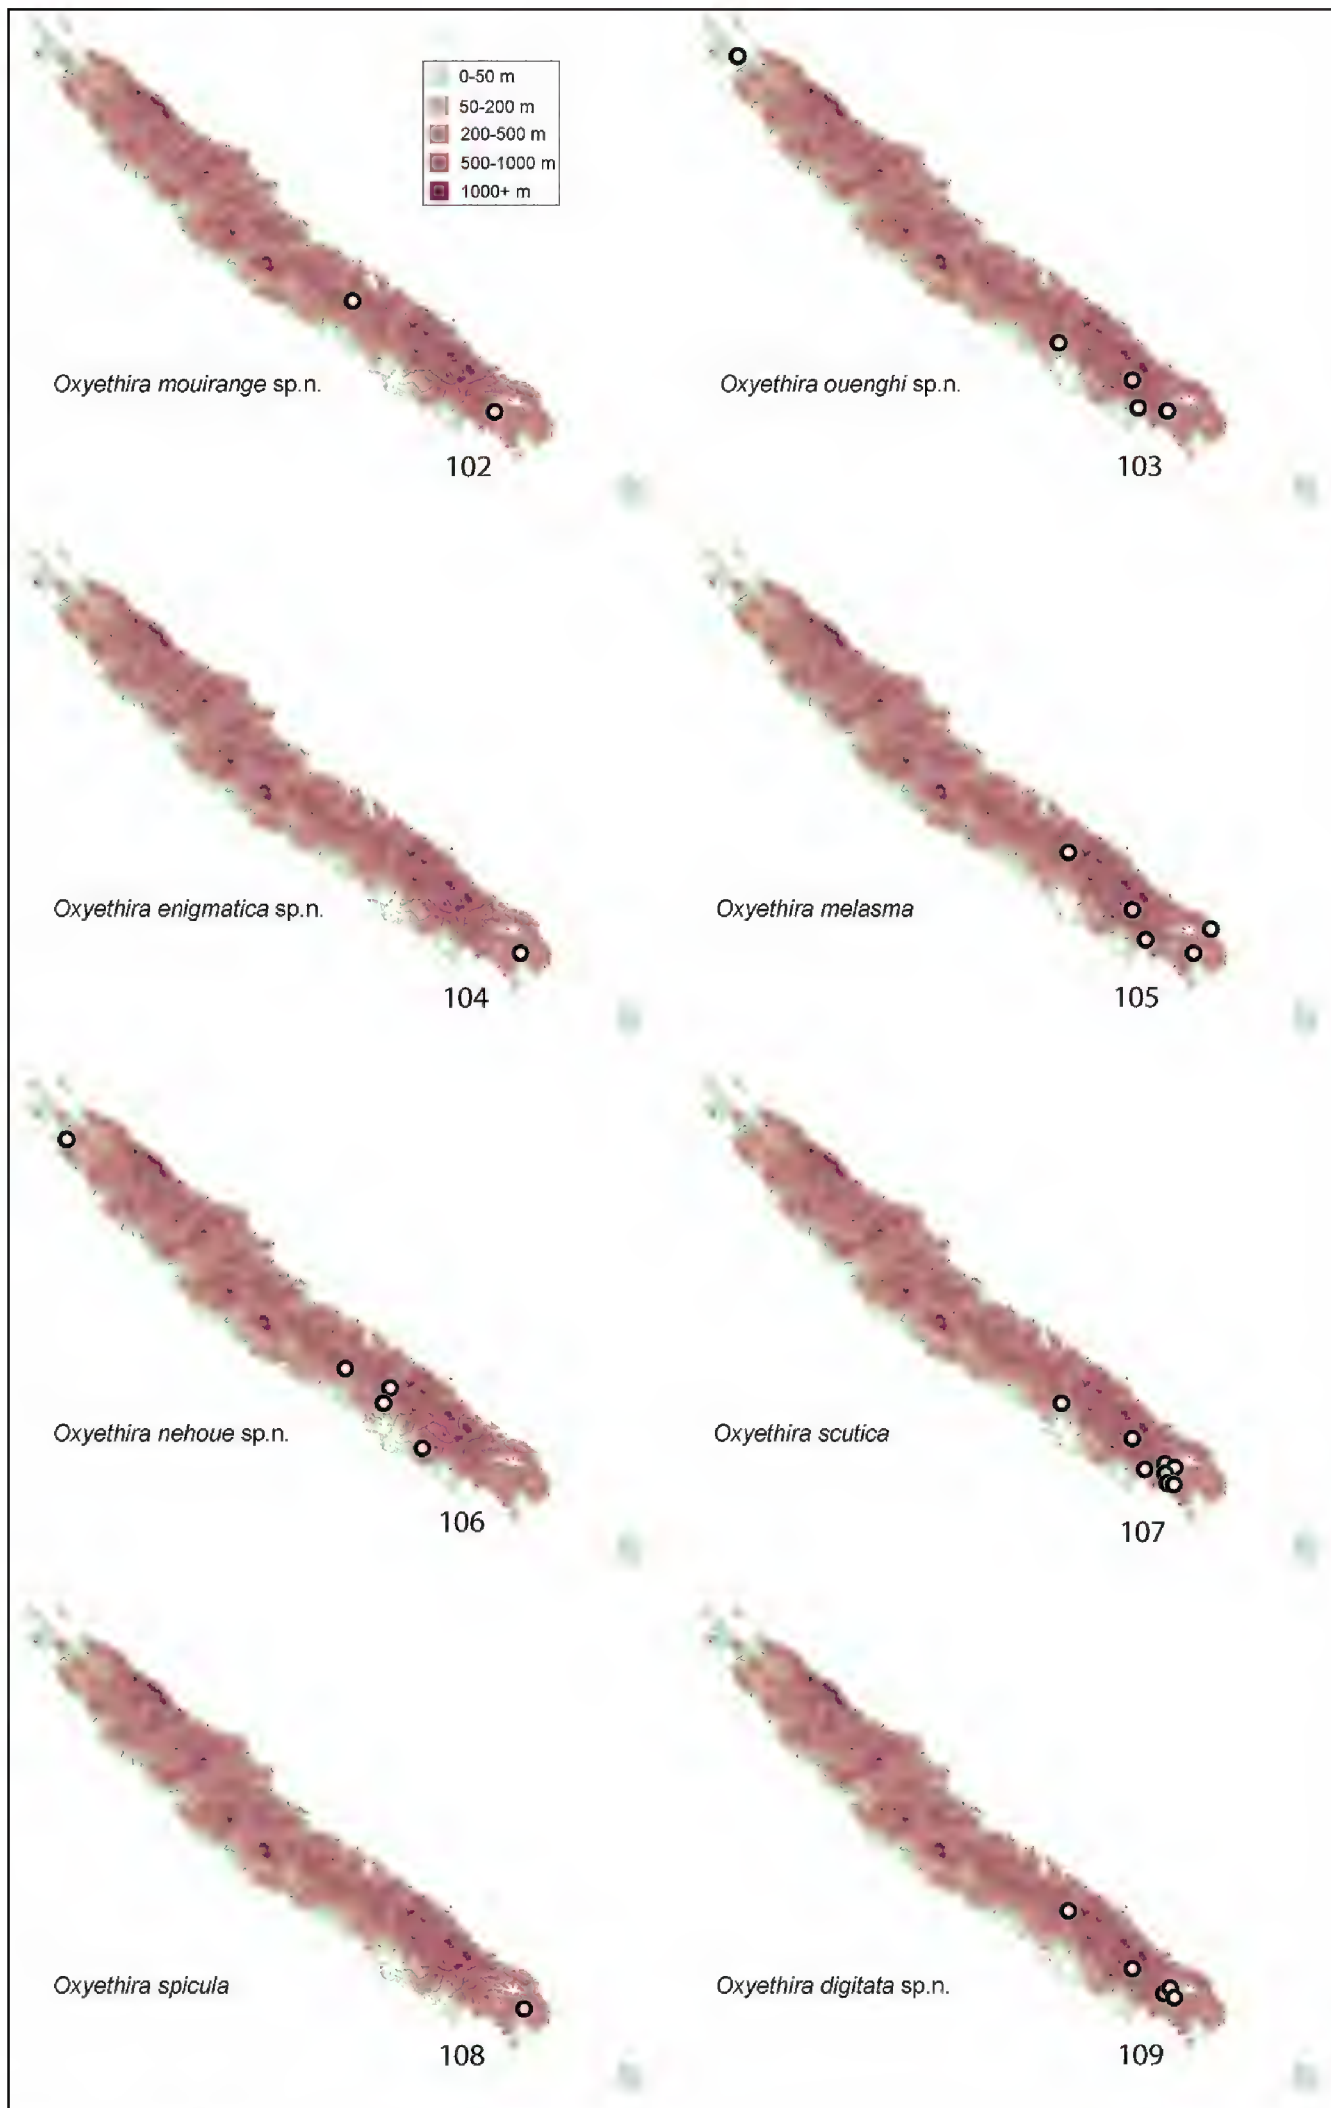 0-50 m
50-200 m
200-500 m
500-1000 m
1000+ m
Oxyethira mouirange sp.n.
102
Oxyethira ouenghi sp.n.
103
Oxyethira enigmatica sp.n.
104
Oxyethira melasma
105
Oxyethira nehoue sp.n.
106
Oxyethira scutica
107
Oxyethira spicula
108
Oxyethira digitata sp.n.
109